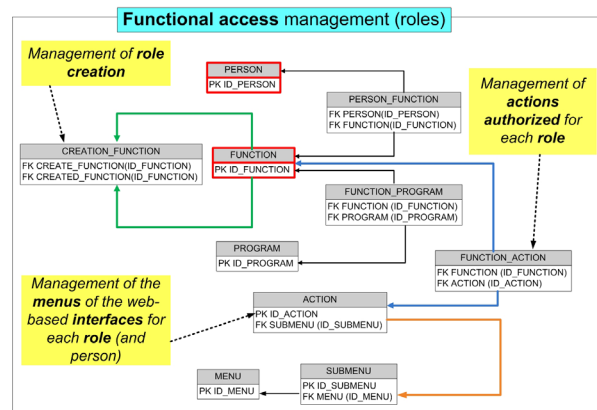 Functional access management (roles)
Management of role
creation
PERSON
PK ID_PERSON
Management of
actions
authorized for
each role
PERSON_FUNCTION
FK PERSON(ID_PERSON)
FK FUNCTION(ID_FUNCTION)
CREATION_FUNCTION
FK CREATE_FUNCTION(ID_FUNCTION)
FK CREATED_FUNCTION(ID_FUNCTION)
FUNCTION
PK ID_FUNCTION
FUNCTION_PROGRAM
FK FUNCTION (ID_FUNCTION)
FK PROGRAM (ID_PROGRAM)
PROGRAM
PK ID_PROGRAM
FUNCTION_ACTION
FK FUNCTION (ID_FUNCTION)
FK ACTION (ID_ACTION)
Management of the
menus of the web-
based interfaces for
each role (and
person)
ACTION
PK ID_ACTION
FK SUBMENU (ID_SUBMENU)
MENU
PK ID_MENU
SUBMENU
PK ID_SUBMENU
FK MENU (ID_MENU)